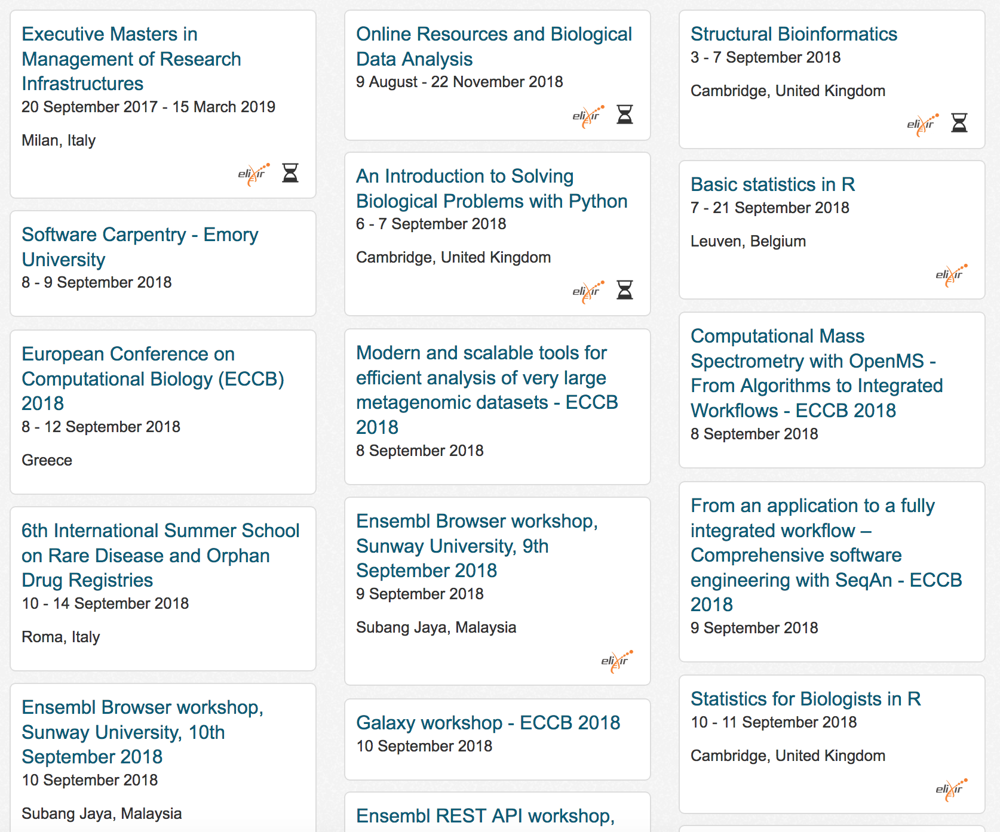 Executive Masters in
Management of Research
Infrastructures
20 September 2017 - 15 March 2019
Milan, Italy
elixir
Software Carpentry - Emory
University
8 - 9 September 2018
European Conference on
Computational Biology (ECCB)
2018
8 - 12 September 2018
Greece
6th International Summer School
on Rare Disease and Orphan
Drug Registries
10 - 14 September 2018
Roma, Italy
Ensembl Browser workshop,
Sunway University, 10th
September 2018
10 September 2018
Subang Jaya, Malaysia
Online Resources and Biological
Data Analysis
9 August - 22 November 2018
elixir
An Introduction to Solving
Biological Problems with Python
6 - 7 September 2018
Cambridge, United Kingdom
elixir
Modern and scalable tools for
efficient analysis of very large
metagenomic datasets - ECCB
2018
8 September 2018
Ensembl Browser workshop,
Sunway University, 9th
September 2018
9 September 2018
Subang Jaya, Malaysia
elixir
Galaxy workshop - ECCB 2018
10 September 2018
Ensembl REST API workshop,
Structural Bioinformatics
3 - 7 September 2018
Cambridge, United Kingdom
elixir
Basic statistics in R
7 - 21 September 2018
Leuven, Belgium
elixir
Computational Mass
Spectrometry with OpenMS -
From Algorithms to Integrated
Workflows - ECCB 2018
8 September 2018
From an application to a fully
integrated workflow –
Comprehensive software
engineering with SeqAn - ECCB
2018
9 September 2018
Statistics for Biologists in R
10 - 11 September 2018
Cambridge, United Kingdom
elixir